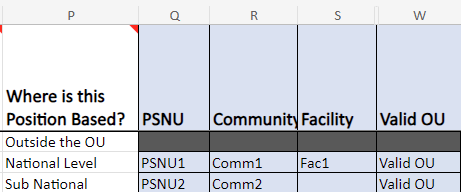 P Q R S W
Where is this
Position Based? PSNU Community Facility Valid OU
Outside the OU
National Level PSNU1 Comm1 Fac1 Valid OU
Sub National PSNU2 Comm2 Valid OU